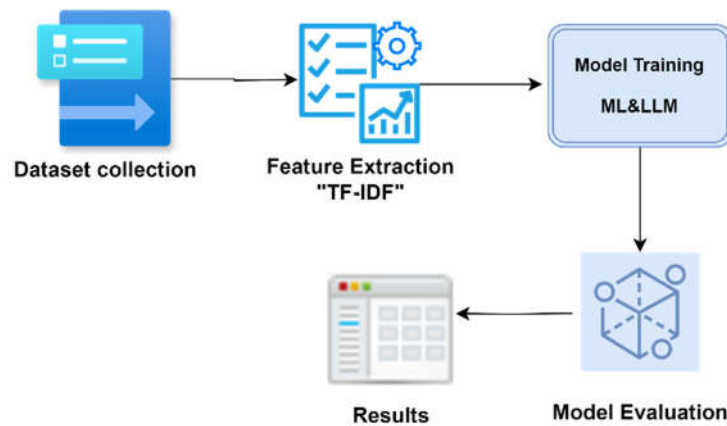 Dataset collection
Feature Extraction
"TF-IDF"
Model Training
ML&LLM
Model Evaluation
Results